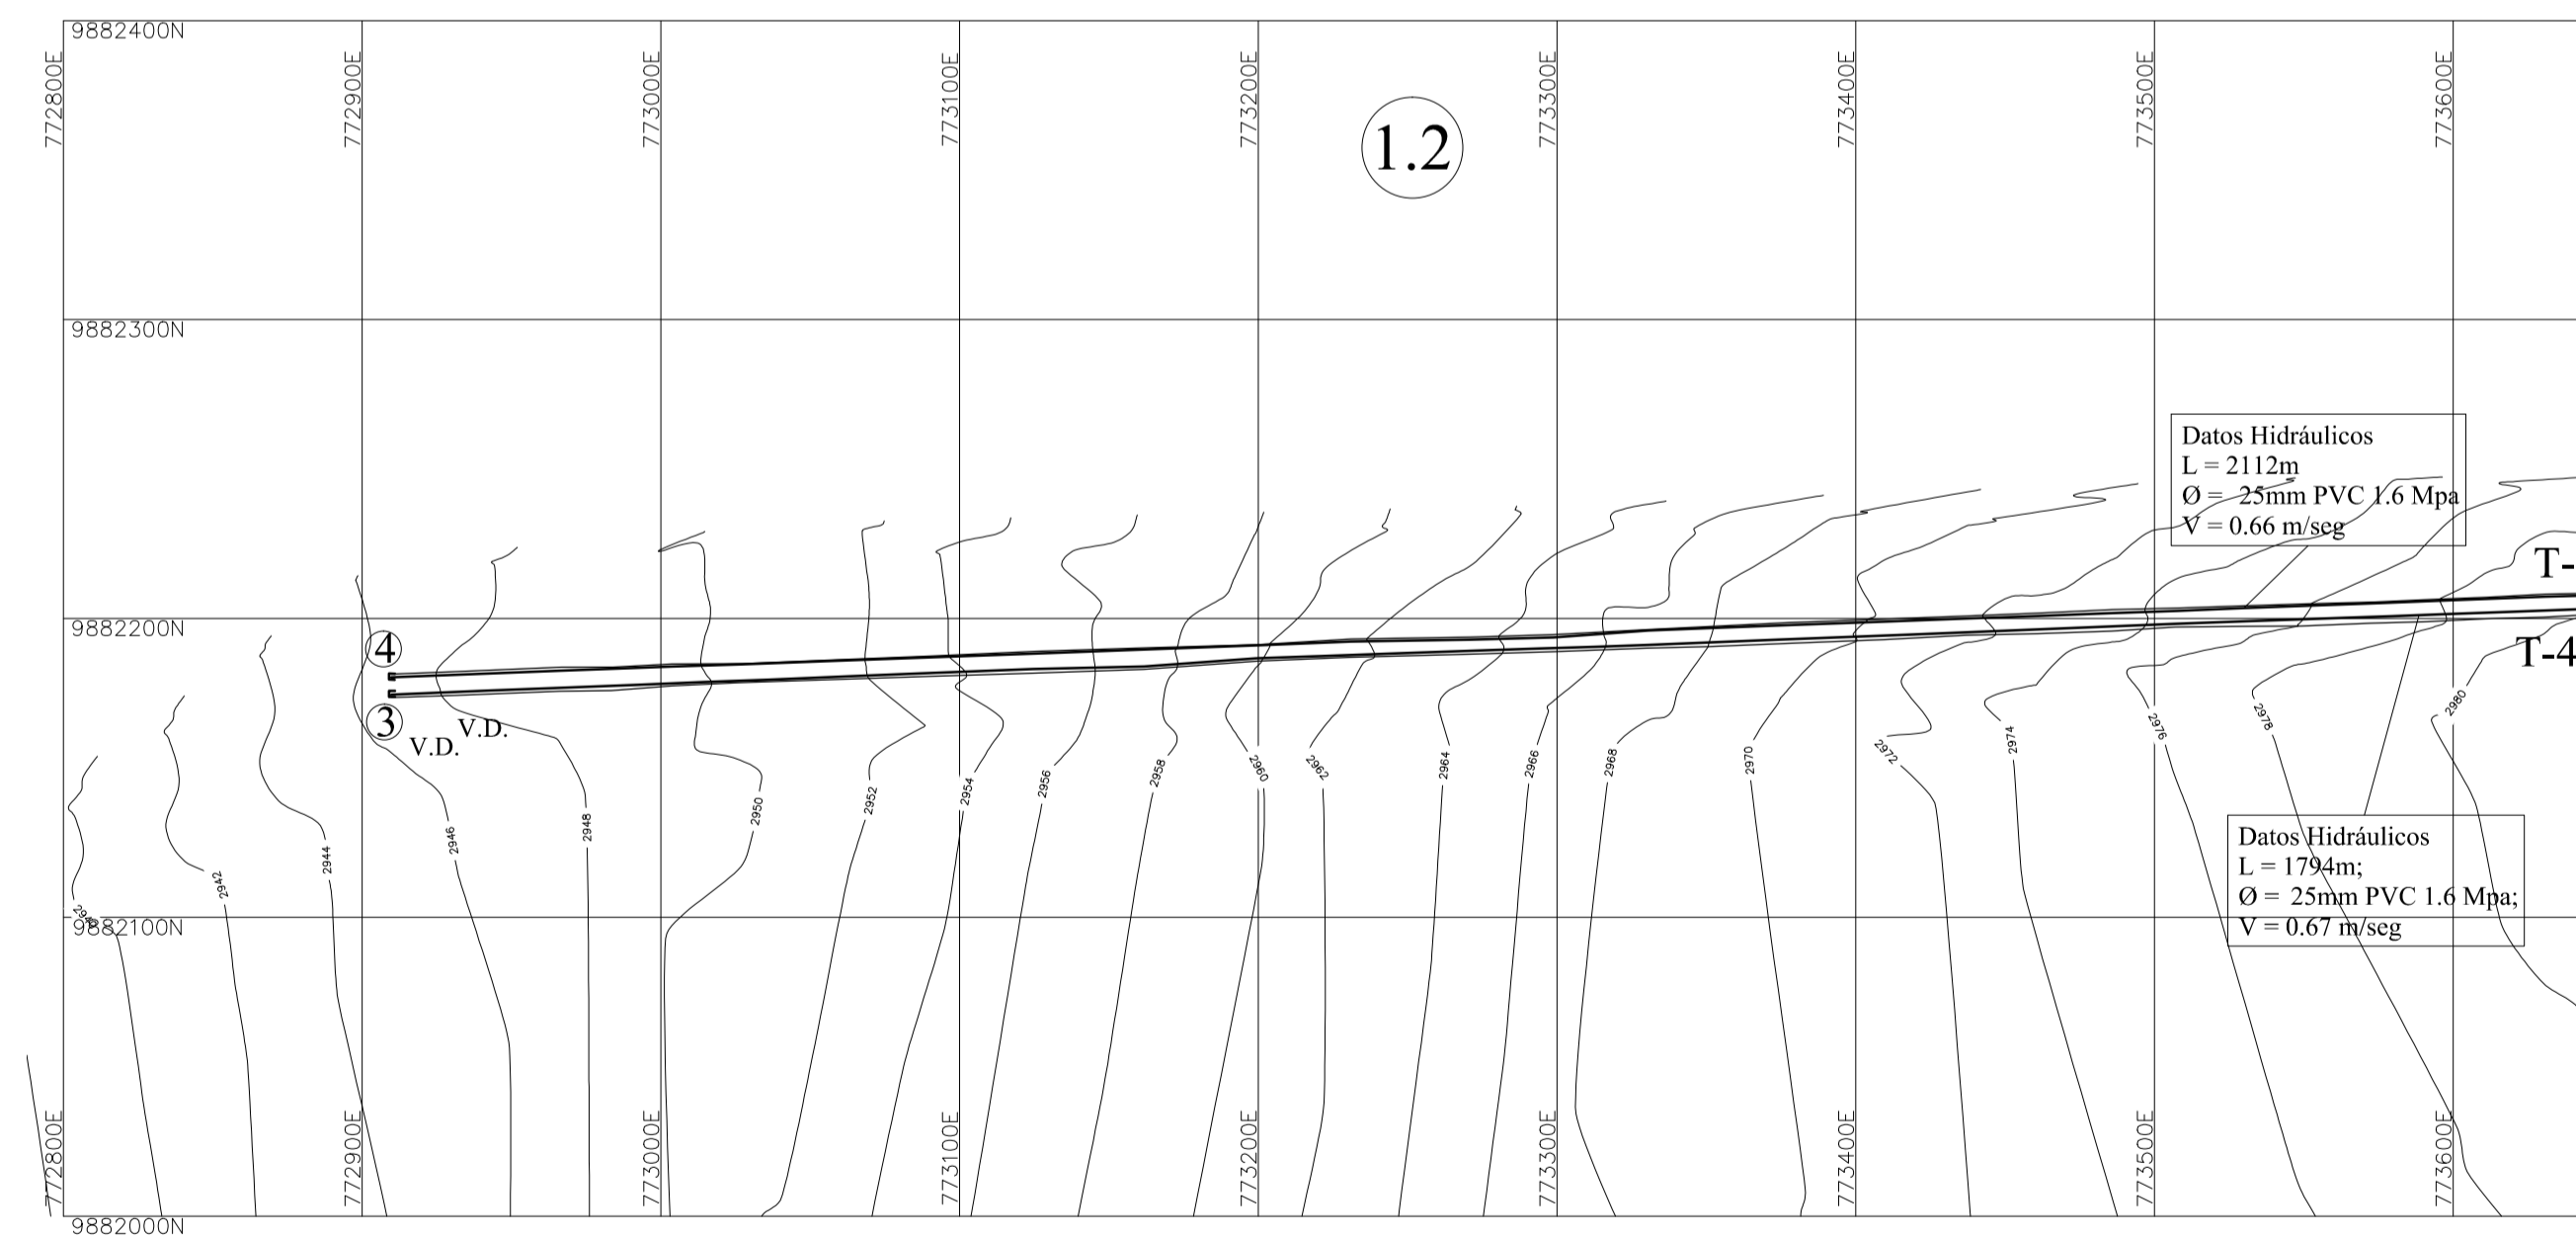 9882400N
772800E
772900E
773000E
773100E
773200E
773300E
773400E
773500E
773600E
1.2
9882300N
Datos Hidráulicos
L = 2112m
Ø = 25mm PVC 1.6 Mpa
V = 0.66 m/seg
T-
9882200N
4
T-4
3
V.D.
V.D.
2942
2944
2946
2948
2950
2952
2954
2956
2958
2960
2962
2964
2966
2968
2970
2972
2974
2976
2978
2980
Datos Hidráulicos
L = 1794m;
Ø = 25mm PVC 1.6 Mpa;
V = 0.67 m/seg
9882100N
772800E
772900E
773000E
773100E
773200E
773300E
773400E
773500E
773600E
9882000N